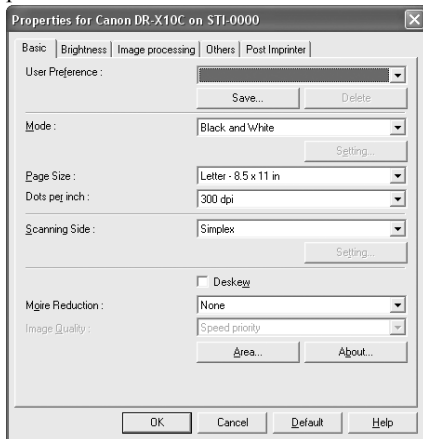 Properties for Canon DR-X10C on STI-0000
Basic Brightness Image processing Others Post Imprinter
User Preference :
Save... Delete
Mode : Black and White
Setting...
Page Size : Letter - 8.5 x 11 in
Dots per inch : 300 dpi
Scanning Side : Simplex
Setting...
Deskew
Moire Reduction : None
Image Quality : Speed priority
Area... About...
OK Cancel Default Help